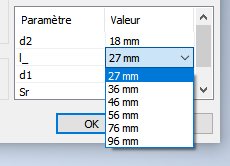 Paramètre Valeur
d2 18 mm
l_ 27 mm
d1 27 mm
Sr 36 mm
46 mm
OK 56 mm
76 mm
96 mm